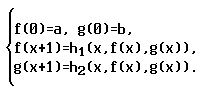 f(0)=a, g(0)=b,
f(x+1)=h₁(x,f(x),g(x)),
g(x+1)=h₂(x,f(x),g(x)).